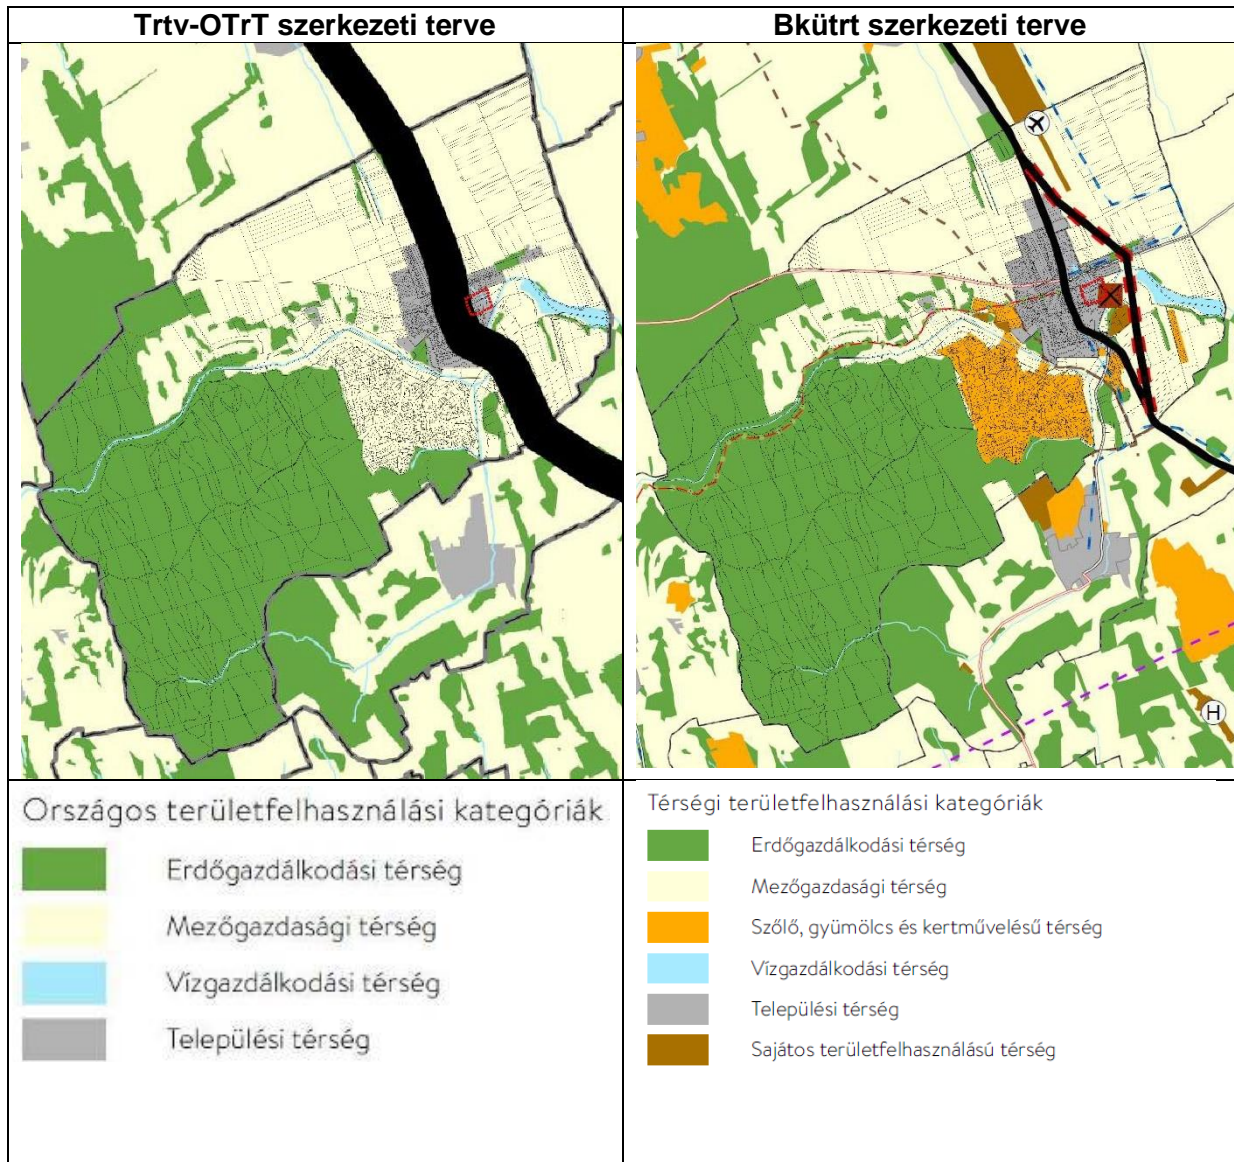 Trtv-OTrT szerkezeti terve
Bkütrt szerkezeti terve
H
Országos területfelhasználási kategóriák
Erdőgazdálkodási térség
Mezőgazdasági térség
Vízgazdálkodási térség
Települési térség
Térségi területfelhasználási kategóriák
Erdőgazdálkodási térség
Mezőgazdasági térség
Szőlő, gyümölcs és kertművelésű térség
Vízgazdálkodási térség
Települési térség
Sajátos területfelhasználású térség